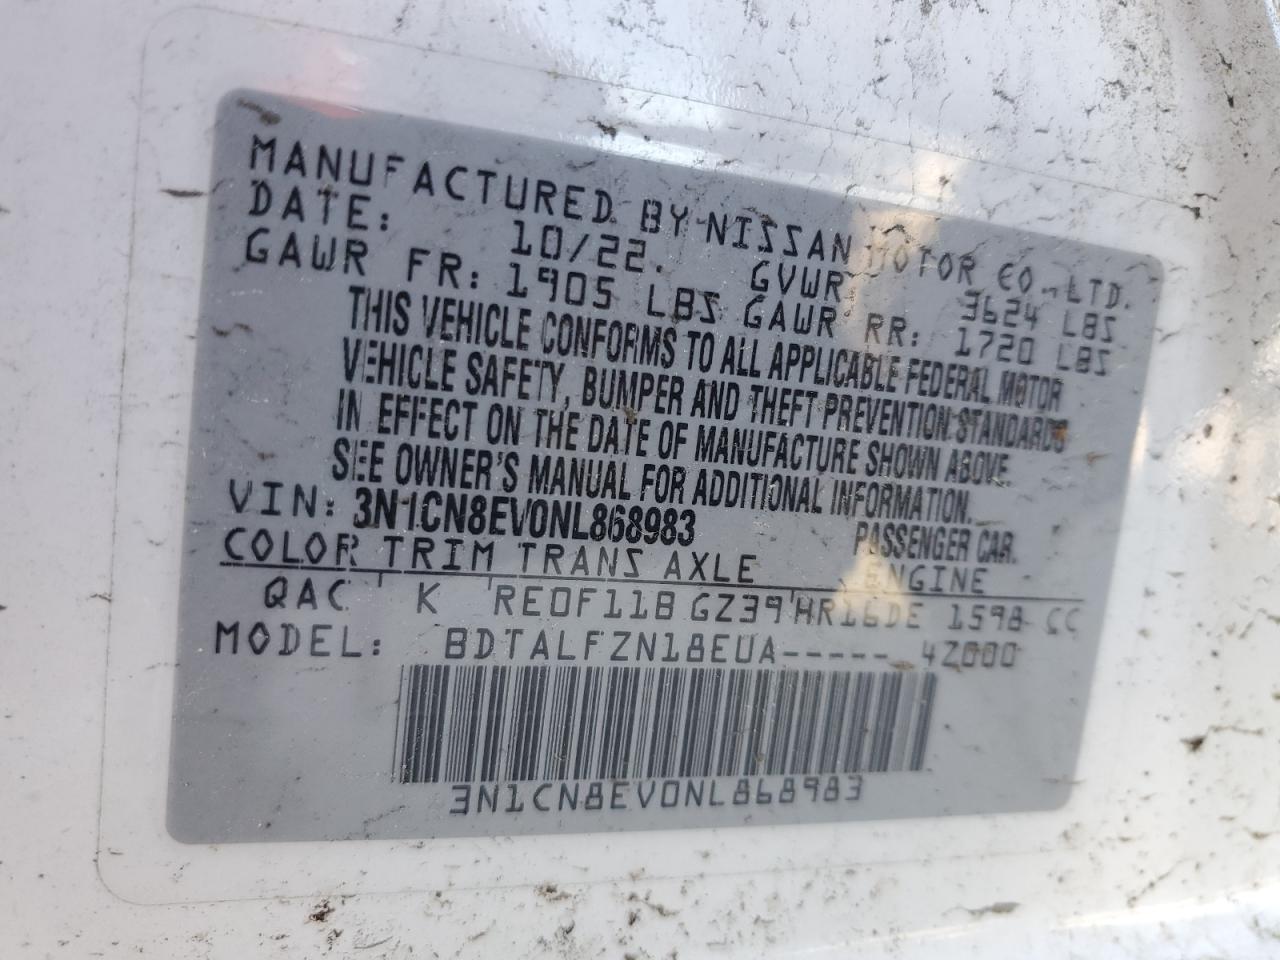 MANUFACTURED BY NISSAN MOTOR CO.,LTD.
DATE: 10/22. GVWR 3624 LBS
GAWR FR: 1905 LBS GAWR RR: 1720 LBS
THIS VEHICLE CONFORMS TO ALL APPLICABLE FEDERAL MOTOR
VEHICLE SAFETY, BUMPER AND THEFT PREVENTION STANDARDS
IN EFFECT ON THE DATE OF MANUFACTURE SHOWN ABOVE.
SEE OWNER'S MANUAL FOR ADDITIONAL INFORMATION.
VIN: 3N1CN8EV0NL868983 PASSENGER CAR.
COLOR TRIM TRANS AXLE ENGINE
QAC K RE0F11B GZ39 HR16DE 1598 CC
MODEL: BDTALFZN18EUA----- 4Z000
3N1CN8EV0NL868983